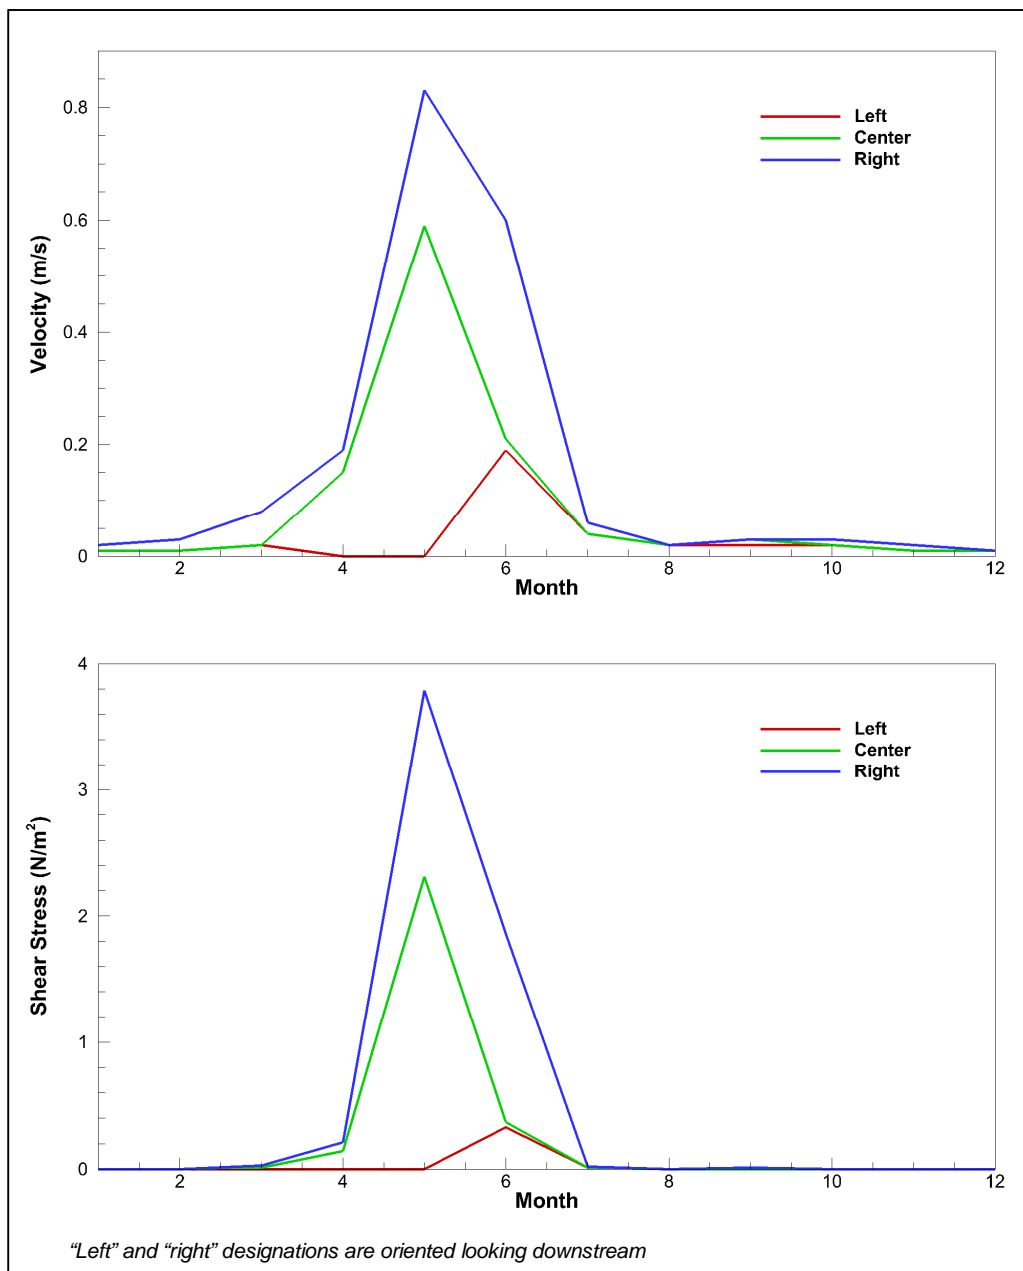 0.8
0.6
0.4
0.2
0
Velocity (m/s)
Left
Center
Right
2 4 6 8 10 12
Month
4
3
2
1
0
Shear Stress (N/m²)
Left
Center
Right
2 4 6 8 10 12
Month
“Left” and “right” designations are oriented looking downstream